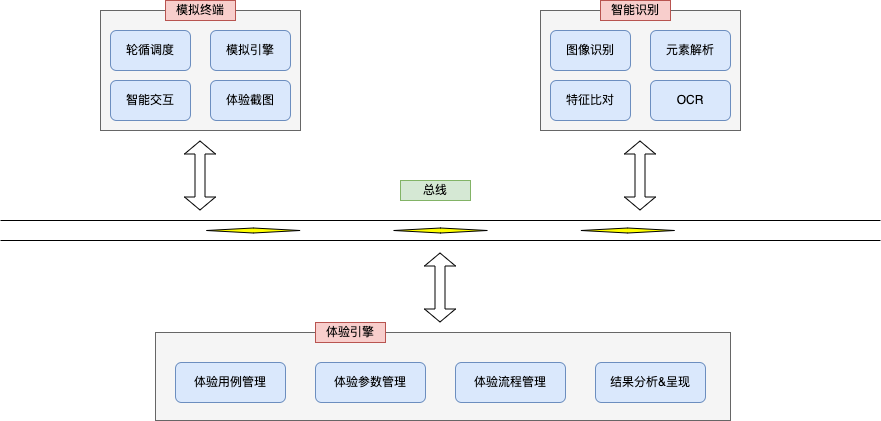 模拟终端
轮循调度
模拟引擎
智能交互
体验截图
智能识别
图像识别
元素解析
特征比对
OCR
总线
体验引擎
体验用例管理
体验参数管理
体验流程管理
结果分析&呈现